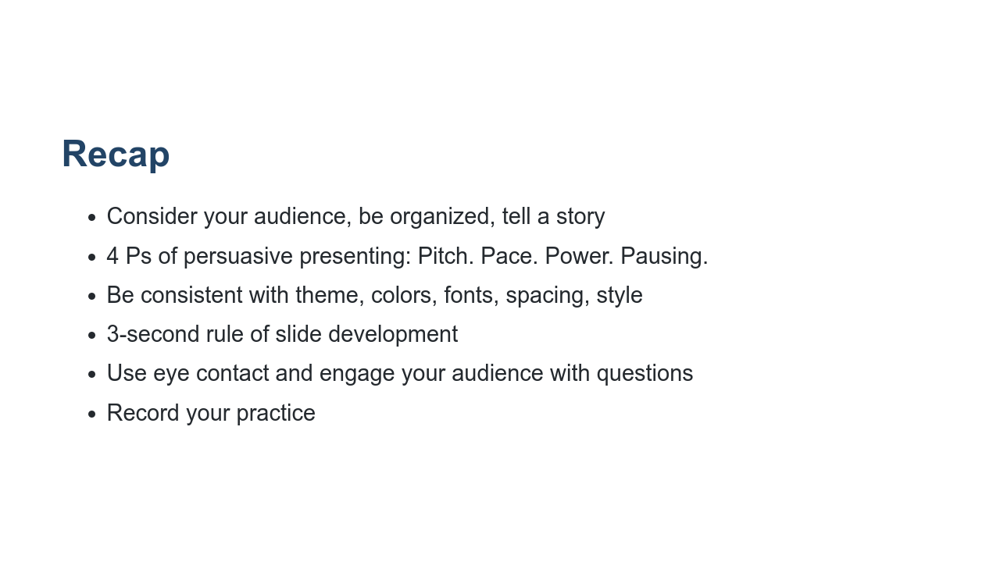 Recap
• Consider your audience, be organized, tell a story
• 4 Ps of persuasive presenting: Pitch. Pace. Power. Pausing.
• Be consistent with theme, colors, fonts, spacing, style
• 3-second rule of slide development
• Use eye contact and engage your audience with questions
• Record your practice